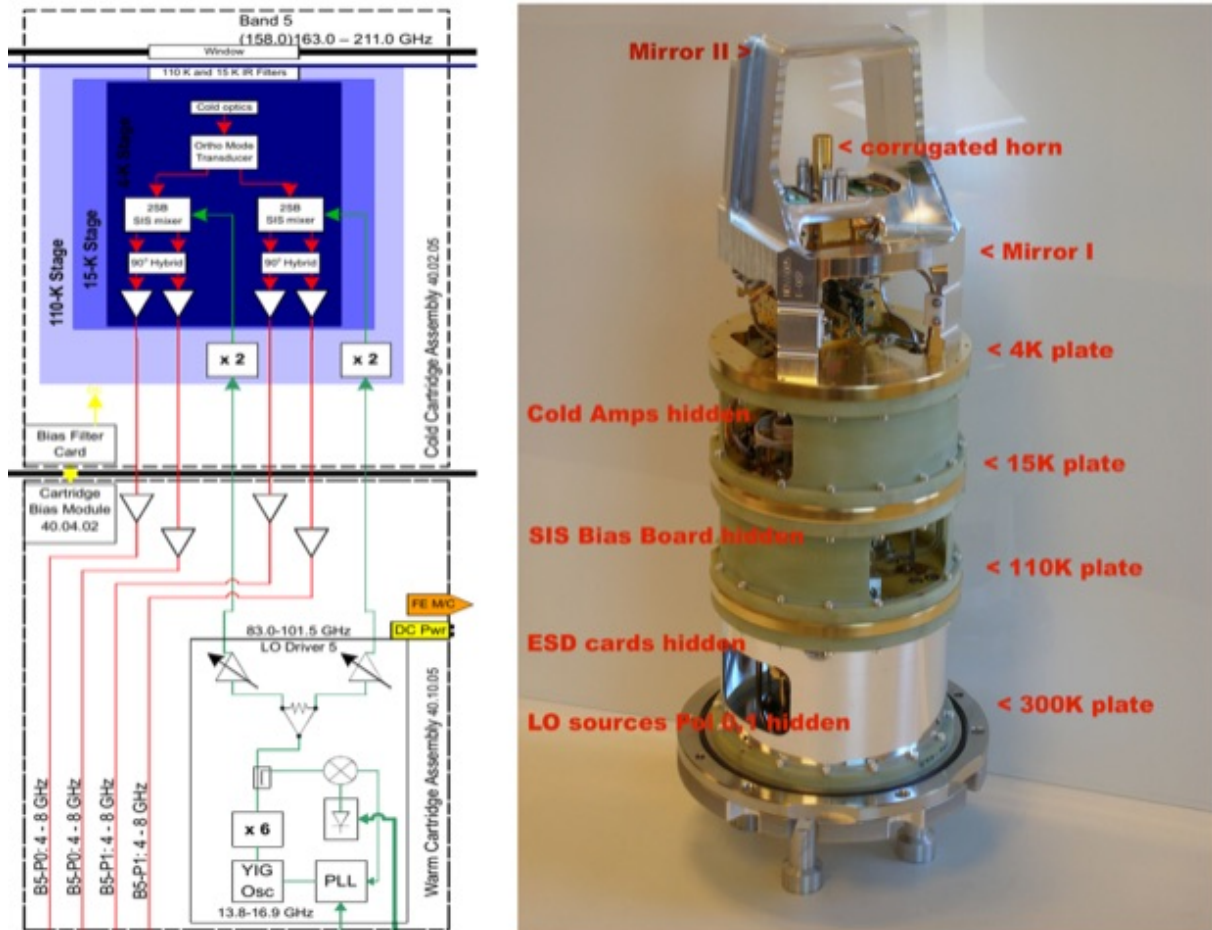 Band 5
(158.0)163.0 – 211.0 GHz
Window
110 K and 15 K IR Filters
Cold optics
Ortho Mode
Transducer
2SB
SIS mixer
2SB
SIS mixer
90° Hybrid
90° Hybrid
15-K Stage
110-K Stage
x 2
x 2
Cold Cartridge Assembly 40.02.05
Bias Filter
Card
Cartridge
Bias Module
40.04.02
FE M/C
DC Pwr
83.0-101.5 GHz
LO Driver 5
x 6
YIG
Osc
PLL
13.8-16.9 GHz
B5-P0: 4 - 8 GHz
B5-P0: 4 - 8 GHz
B5-P1: 4 - 8 GHz
B5-P1: 4 - 8 GHz
Warm Cartridge Assembly 40.10.05
Mirror II >
< corrugated horn
< Mirror I
< 4K plate
Cold Amps hidden
< 15K plate
SIS Bias Board hidden
< 110K plate
ESD cards hidden
< 300K plate
LO sources Pol 0,1 hidden